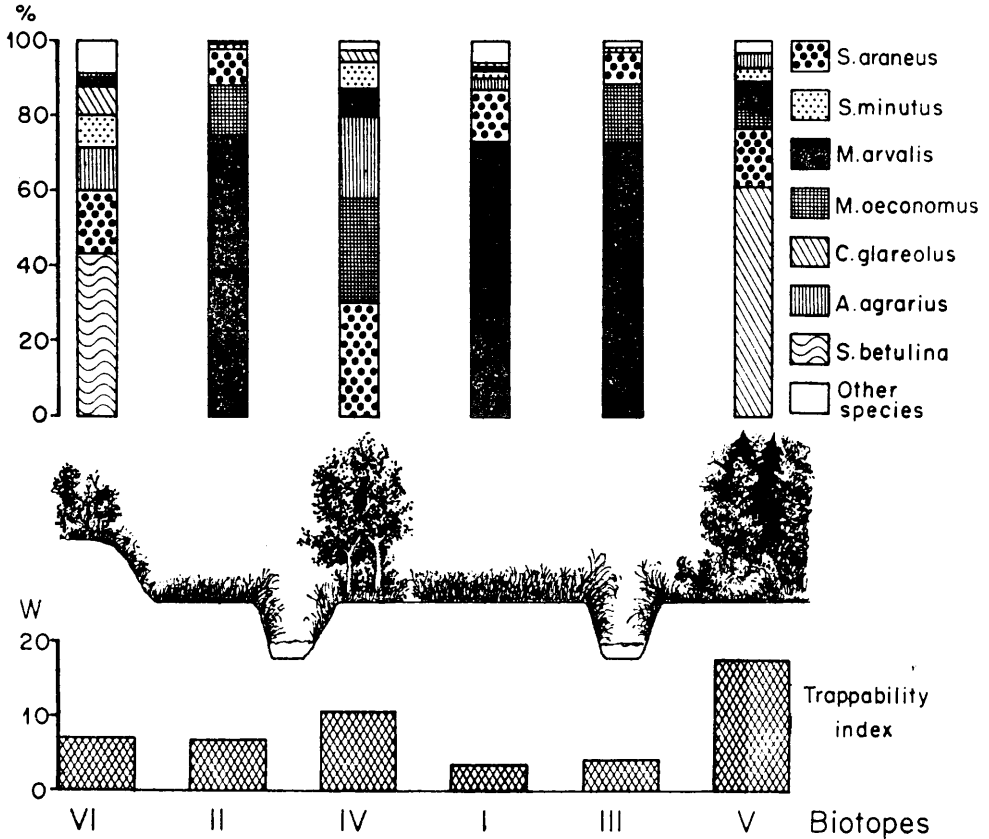 %
100
80
60
40
20
0
S.araneus
S.minutus
M.arvalis
M.oeconomus
C.glareolus
A.agrarius
S.betulina
Other
species
W
20
10
0
Trappability
index
VI II IV I III V Biotopes